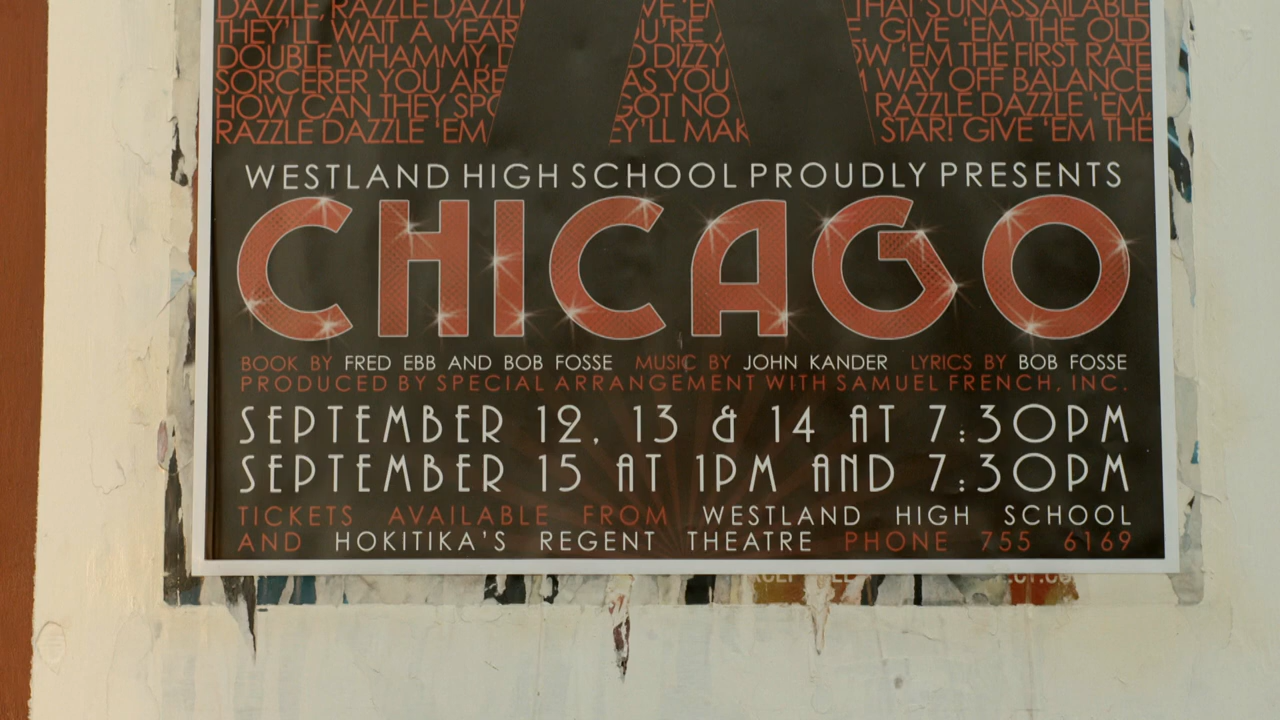 DAZZLE, RAZZLE DAZZLE THAT'S UNASSAILABLE
THEY'LL WAIT A YEAR U'RE GIVE 'EM THE OLD
DOUBLE WHAMMY DIZZY 'EM THE FIRST RATE
SORCERER YOU ARE AS YOU WAY OFF BALANCE
HOW CAN THEY GOT NO RAZZLE DAZZLE 'EM
RAZZLE DAZZLE 'EM EY'LL MAK STAR! GIVE 'EM THE
WESTLAND HIGH SCHOOL PROUDLY PRESENTS
CHICAGO
BOOK BY FRED EBB AND BOB FOSSE MUSIC BY JOHN KANDER LYRICS BY BOB FOSSE
PRODUCED BY SPECIAL ARRANGEMENT WITH SAMUEL FRENCH, INC.
SEPTEMBER 12, 13 & 14 AT 7:30PM
SEPTEMBER 15 AT 1PM AND 7:30PM
TICKETS AVAILABLE FROM WESTLAND HIGH SCHOOL
AND HOKITIKA'S REGENT THEATRE PHONE 755 6169